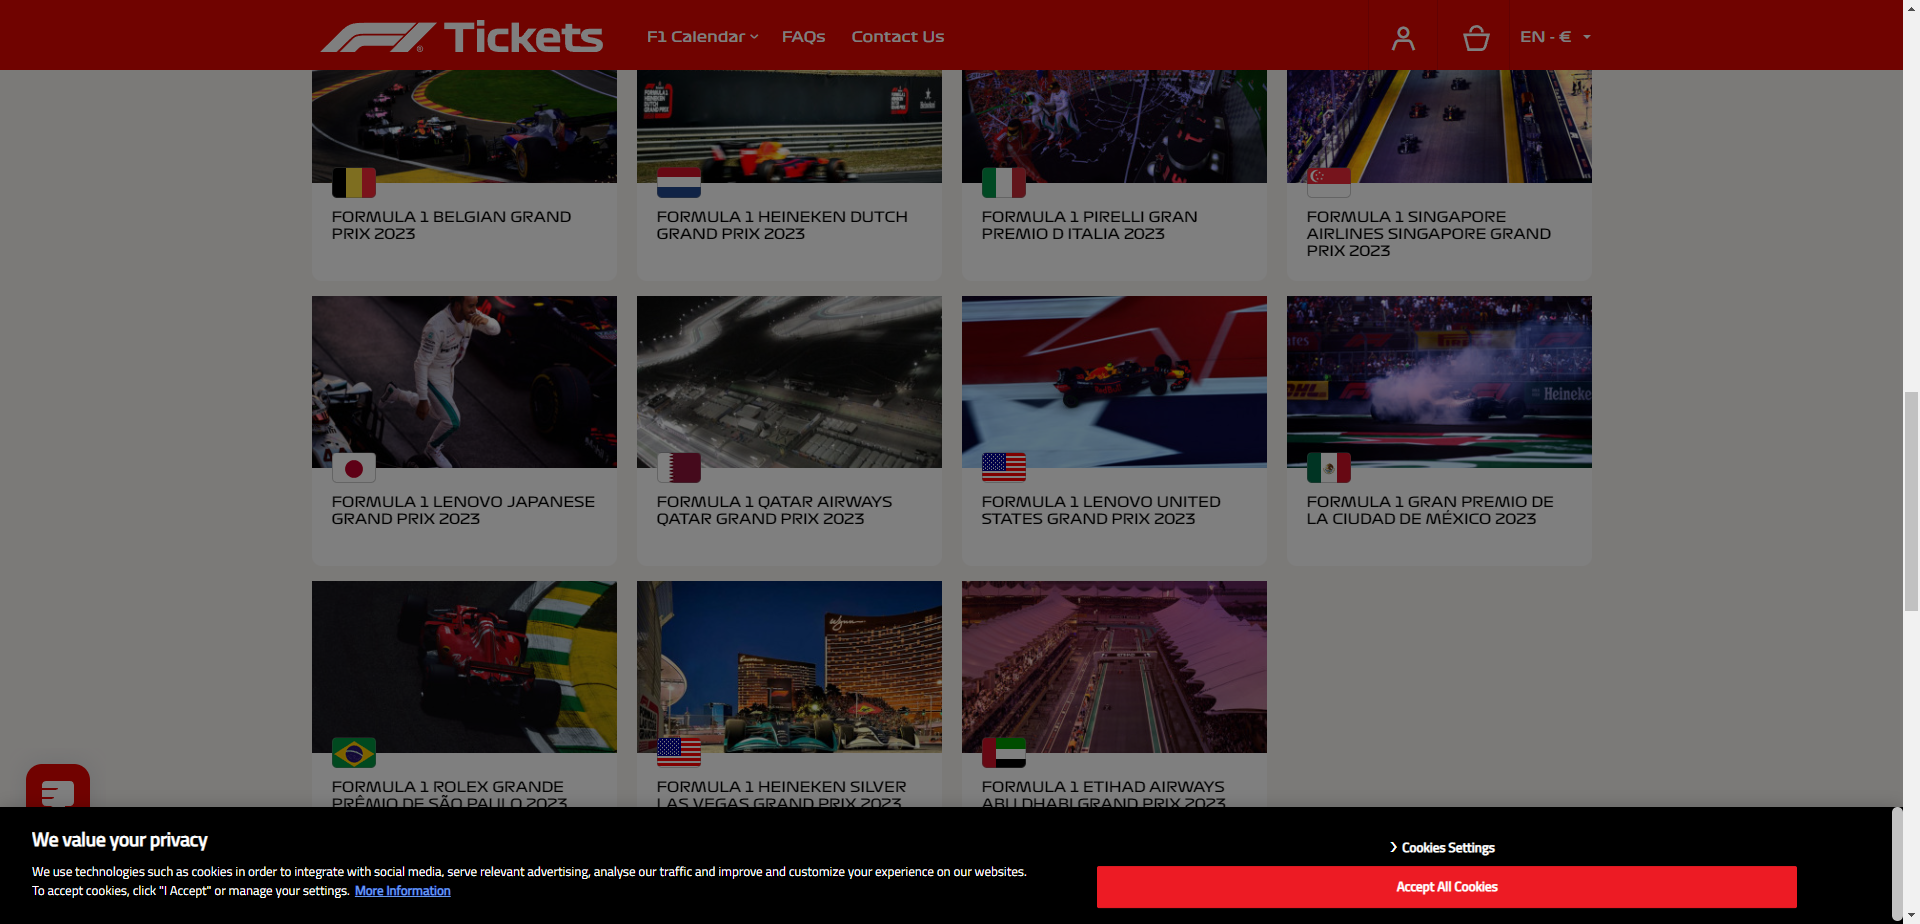 F1 Tickets
F1 Calendar
FAQs
Contact Us
EN - €
FORMULA 1 BELGIAN GRAND
PRIX 2023
FORMULA 1 HEINEKEN DUTCH
GRAND PRIX 2023
FORMULA 1 PIRELLI GRAN
PREMIO D ITALIA 2023
FORMULA 1 SINGAPORE
AIRLINES SINGAPORE GRAND
PRIX 2023
DHL
Heineken
FORMULA 1 LENOVO JAPANESE
GRAND PRIX 2023
FORMULA 1 QATAR AIRWAYS
QATAR GRAND PRIX 2023
FORMULA 1 LENOVO UNITED
STATES GRAND PRIX 2023
FORMULA 1 GRAN PREMIO DE
LA CIUDAD DE MÉXICO 2023
wynn
FORMULA 1 ROLEX GRANDE
PRÊMIO DE SÃO PAULO 2023
FORMULA 1 HEINEKEN SILVER
LAS VEGAS GRAND PRIX 2023
FORMULA 1 ETIHAD AIRWAYS
ABU DHABI GRAND PRIX 2023
We value your privacy
We use technologies such as cookies in order to integrate with social media, serve relevant advertising, analyse our traffic and improve and customize your experience on our websites.
To accept cookies, click "I Accept" or manage your settings. More Information
Cookies Settings
Accept All Cookies